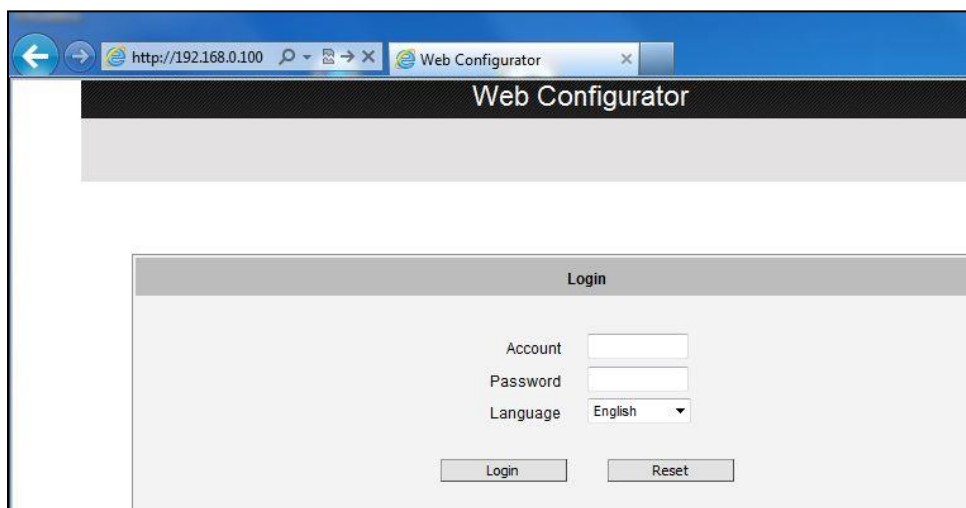 http://192.168.0.100
Web Configurator
Web Configurator
Login
Account
Password
Language English
Login Reset